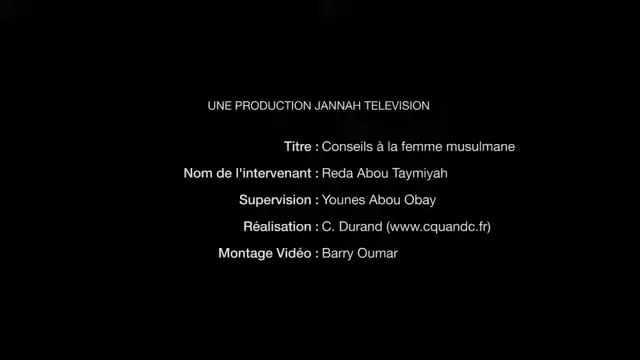 UNE PRODUCTION JANNAH TELEVISION
Titre : Conseils à la femme musulmane
Nom de l'intervenant : Reda Abou Taymiyah
Supervision : Younes Abou Obay
Réalisation : C. Durand (www.cquandc.fr)
Montage Vidéo : Barry Oumar